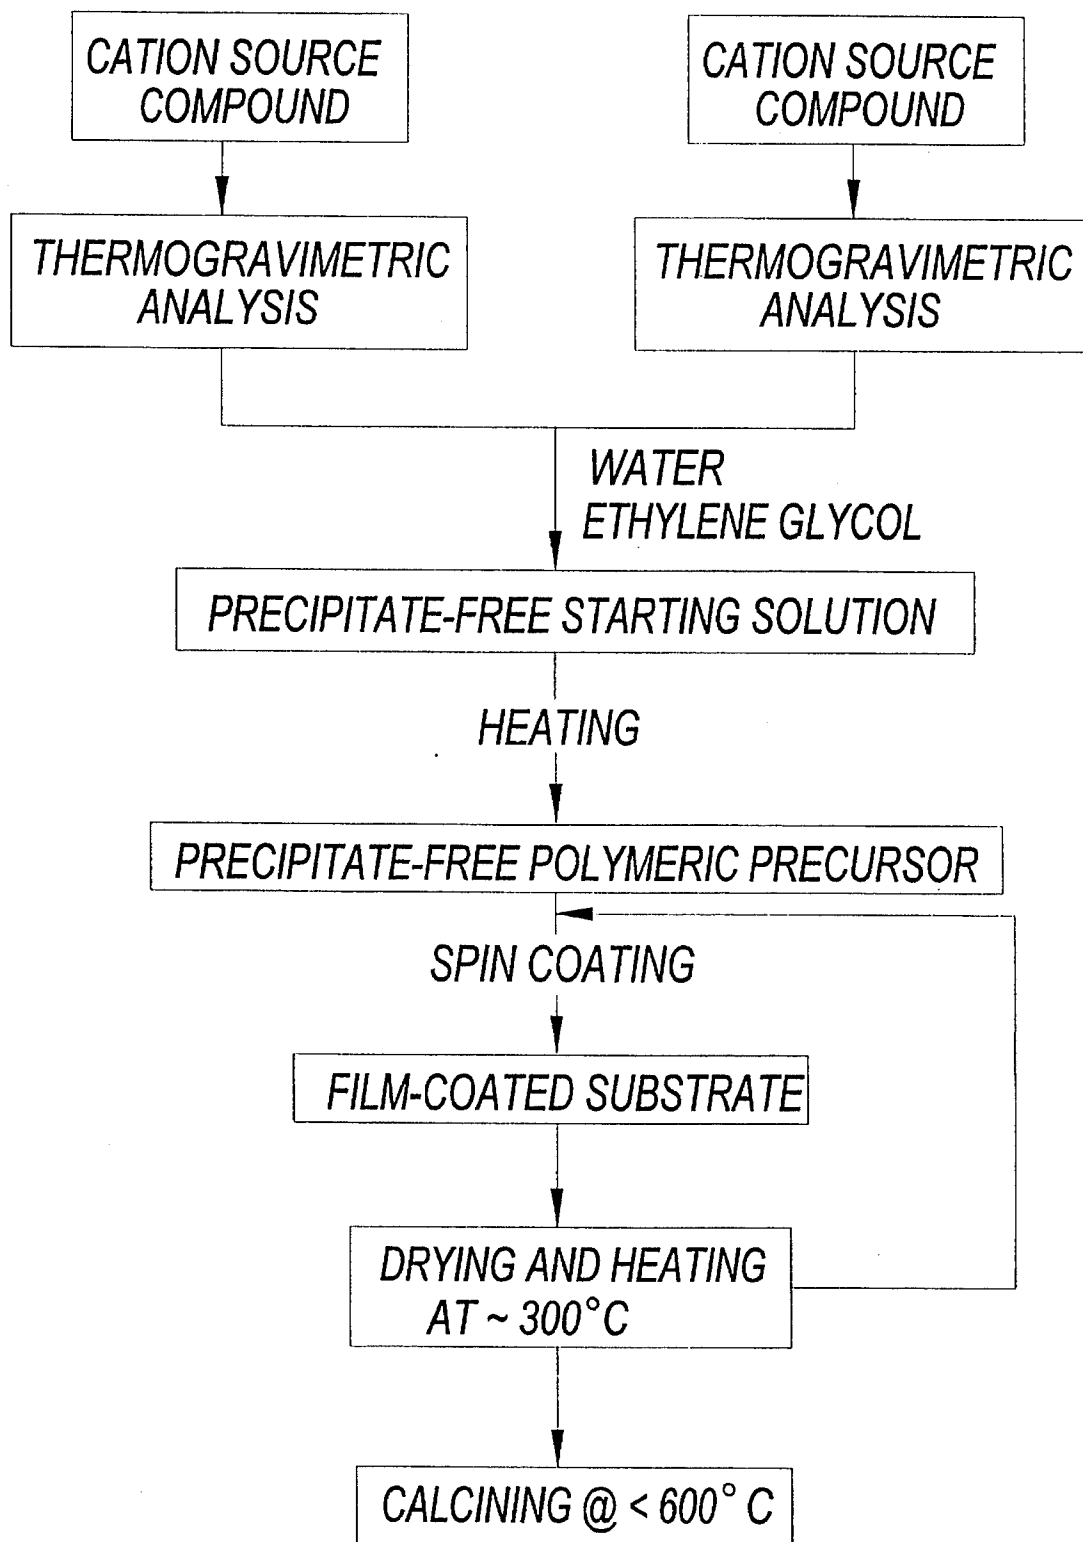 CATION SOURCE
COMPOUND
CATION SOURCE
COMPOUND
THERMOGRAVIMETRIC
ANALYSIS
THERMOGRAVIMETRIC
ANALYSIS
WATER
ETHYLENE GLYCOL
PRECIPITATE-FREE STARTING SOLUTION
HEATING
PRECIPITATE-FREE POLYMERIC PRECURSOR
SPIN COATING
FILM-COATED SUBSTRATE
DRYING AND HEATING
AT ~ 300°C
CALCINING @ < 600° C